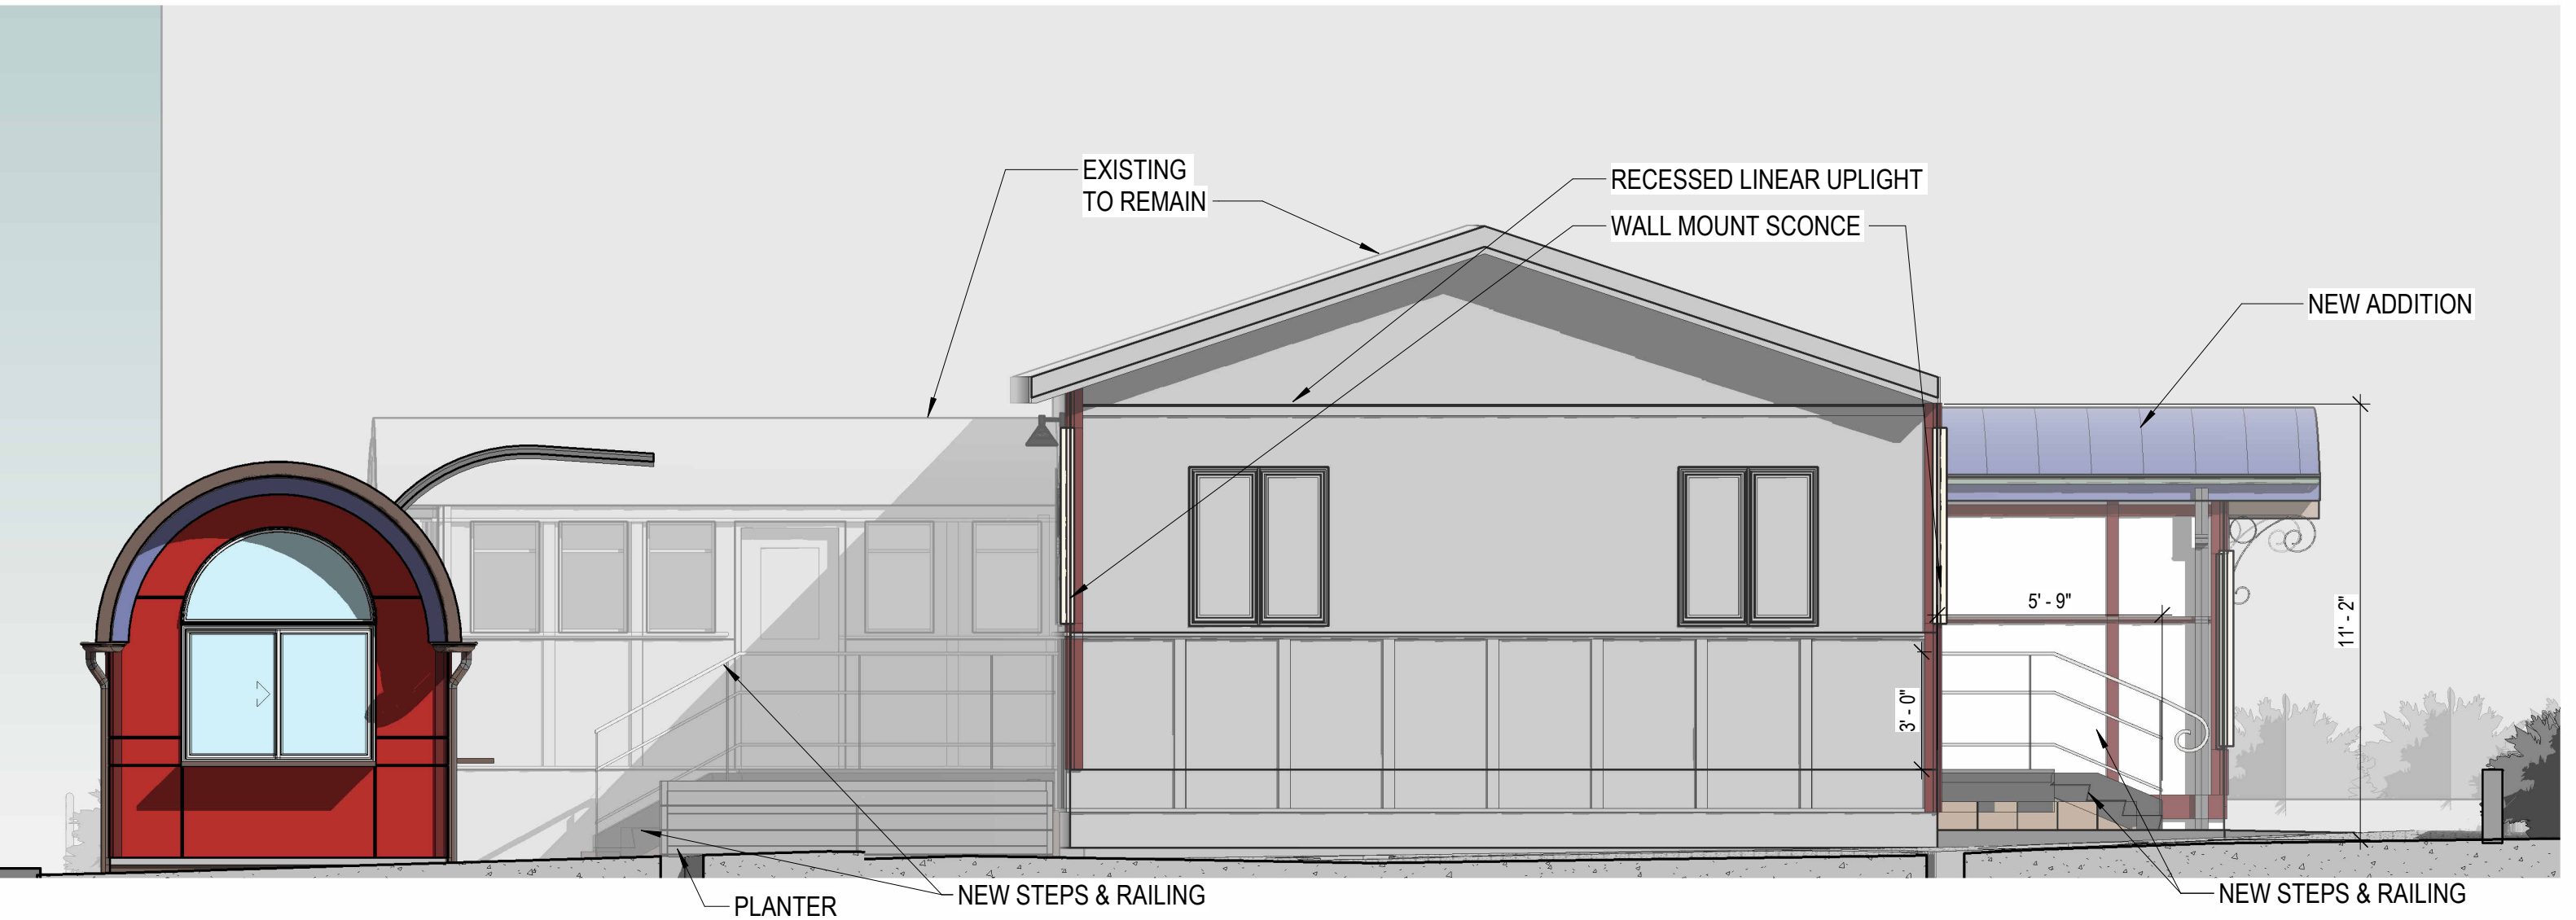 EXISTING
TO REMAIN
RECESSED LINEAR UPLIGHT
WALL MOUNT SCONCE
NEW ADDITION
5' - 9"
11' - 2"
3' - 0"
PLANTER
NEW STEPS & RAILING
NEW STEPS & RAILING